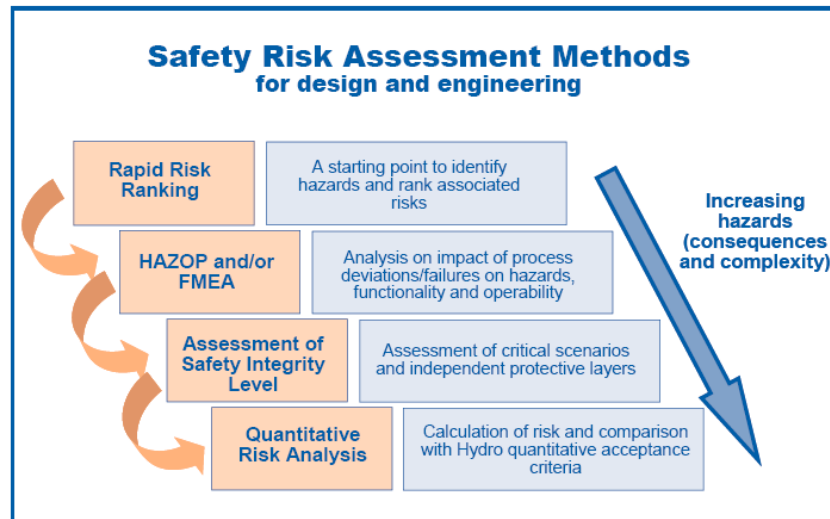 Safety Risk Assessment Methods
for design and engineering
Rapid Risk
Ranking
A starting point to identify
hazards and rank associated
risks
Increasing
hazards
(consequences
and complexity)
HAZOP and/or
FMEA
Analysis on impact of process
deviations/failures on hazards,
functionality and operability
Assessment of
Safety Integrity
Level
Assessment of critical scenarios
and independent protective layers
Quantitative
Risk Analysis
Calculation of risk and comparison
with Hydro quantitative acceptance
criteria